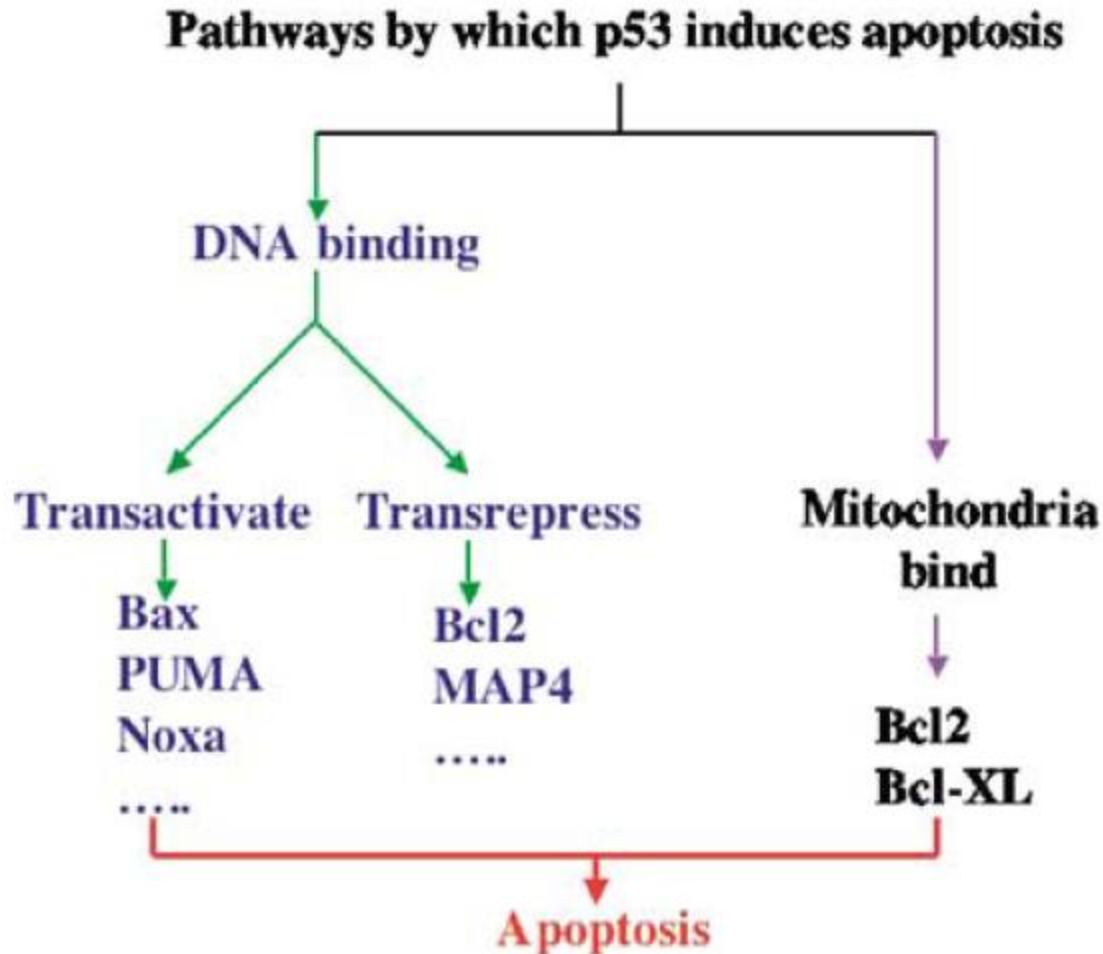 Pathways by which p53 induces apoptosis
DNA binding
Transactivate
Bax
PUMA
Noxa
.....
Transrepress
Bcl2
MAP4
.....
Mitochondria
bind
Bcl2
Bcl-XL
Apoptosis